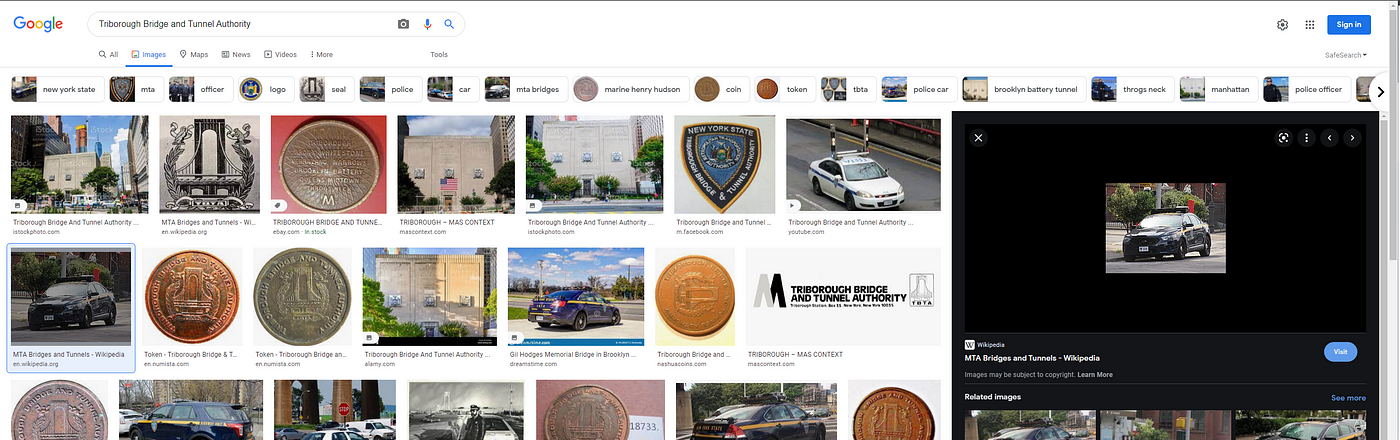 Google
Triborough Bridge and Tunnel Authority
Sign in
All
Images
Maps
News
Videos
More
Tools
SafeSearch
new york state
mta
officer
logo
seal
police
car
mta bridges
marine henry hudson
coin
token
tbta
police car
brooklyn battery tunnel
throgs neck
manhattan
police officer
iStock
iStock
NEW YORK STATE
TRIBOROUGH BRIDGE & TUNNEL AUTHORITY
Triborough Bridge And Tunnel Authority ...
istockphoto.com
MTA Bridges and Tunnels - Wi...
en.wikipedia.org
TRIBOROUGH BRIDGE AND TUNNE...
ebay.com · In stock
TRIBOROUGH – MAS CONTEXT
mascontext.com
Triborough Bridge And Tunnel Authority ...
istockphoto.com
Triborough Bridge and Tunnel ...
m.facebook.com
Triborough Bridge and Tunnel Authority ...
youtube.com
TRIBOROUGH BRIDGE
AND TUNNEL AUTHORITY
Triborough Station, Box 35, New York, New York 10035
TBTA
MTA Bridges and Tunnels - Wikipedia
en.wikipedia.org
Token - Triborough Bridge & T...
en.numista.com
Token - Triborough Bridge an...
en.numista.com
Triborough Bridge And Tunnel Authority ...
alamy.com
Gil Hodges Memorial Bridge in Brooklyn ...
dreamstime.com
Triborough Bridge and ...
nashuacoins.com
TRIBOROUGH – MAS CONTEXT
mascontext.com
STOP
18733.
W Wikipedia
MTA Bridges and Tunnels - Wikipedia
Visit
Images may be subject to copyright. Learn More
Related images
See more